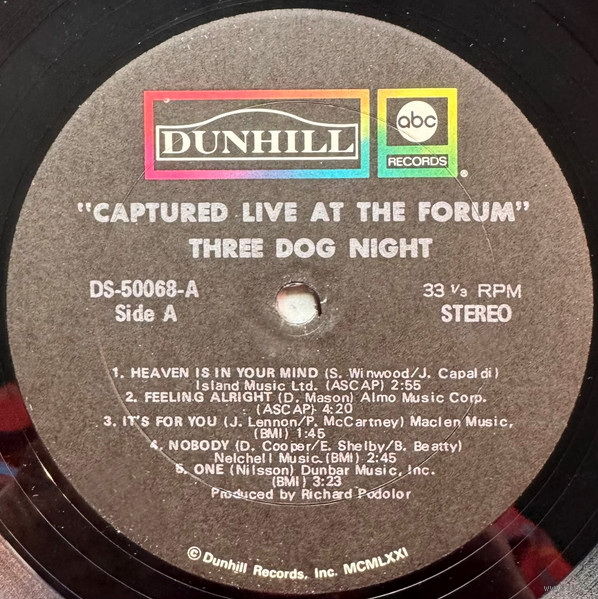 DUNHILL
abc
RECORDS
®
"CAPTURED LIVE AT THE FORUM"
THREE DOG NIGHT
DS-50068-A
33 1/3 RPM
Side A
STEREO
1. HEAVEN IS IN YOUR MIND (S. Winwood/J. Capaldi)
Island Music Ltd. (ASCAP) 2:55
2. FEELING ALRIGHT (D. Mason) Almo Music Corp.
(ASCAP) 4:20
3. IT'S FOR YOU (J. Lennon/P. McCartney) Maclen Music,
(BMI) 1:45
4. NOBODY (D. Cooper/E. Shelby/B. Beatty)
Nelchell Music (BMI) 2:45
5. ONE (Nilsson) Dunbar Music, Inc.
(BMI) 3:23
Produced by Richard Podolor
© Dunhill Records, Inc. MCMLXXI